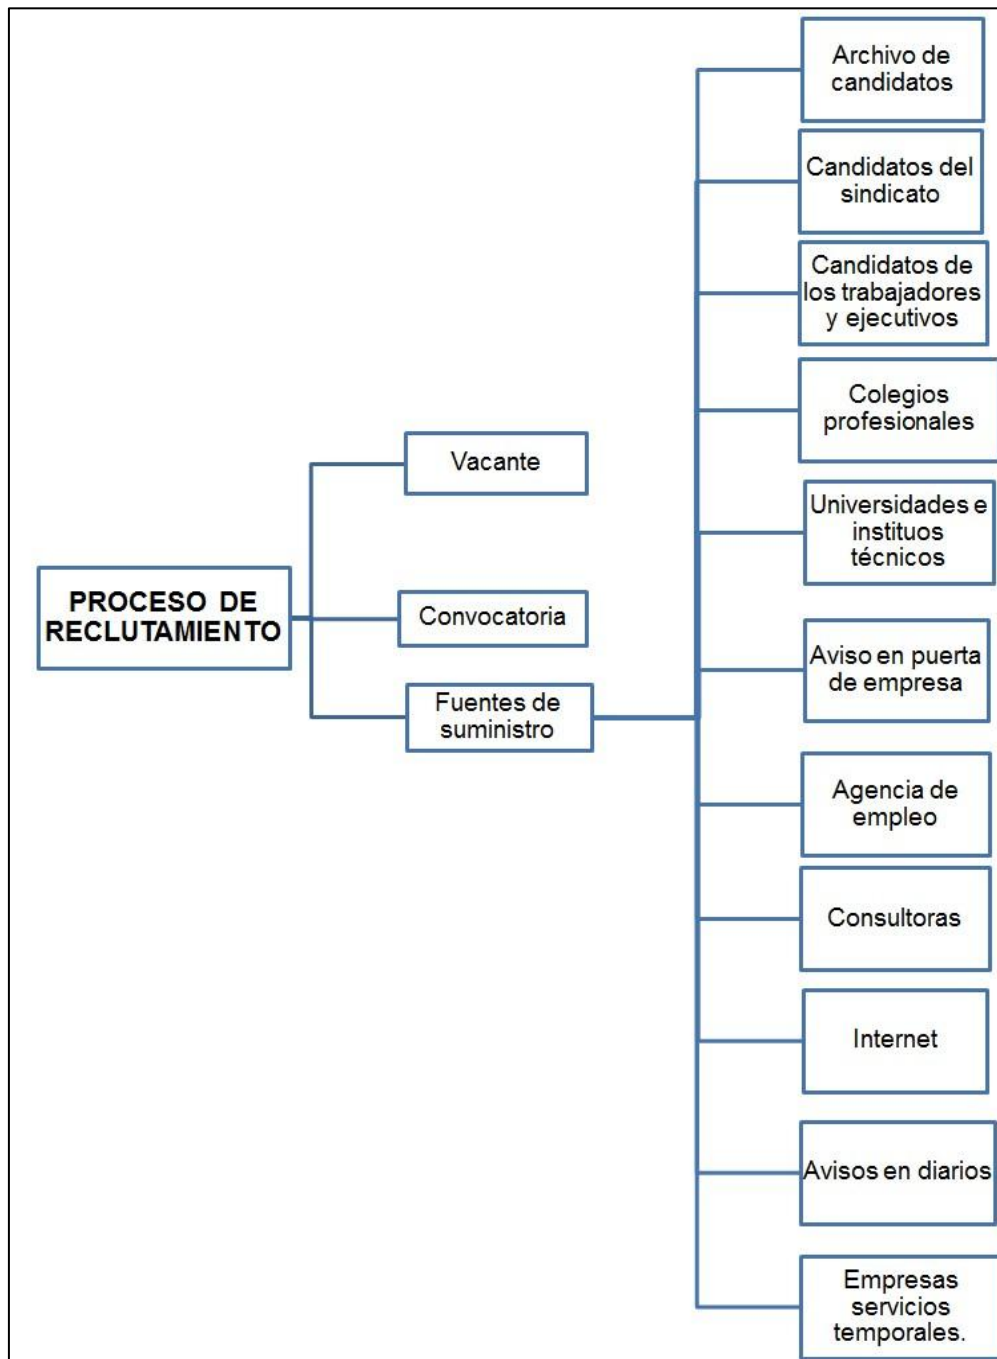 PROCESO DE
RECLUTAMIENTO
Vacante
Convocatoria
Fuentes de
suministro
Archivo de
candidatos
Candidatos del
sindicato
Candidatos de
los trabajadores
y ejecutivos
Colegios
profesionales
Universidades e
instituos
técnicos
Aviso en puerta
de empresa
Agencia de
empleo
Consultoras
Internet
Avisos en diarios
Empresas
servicios
temporales.